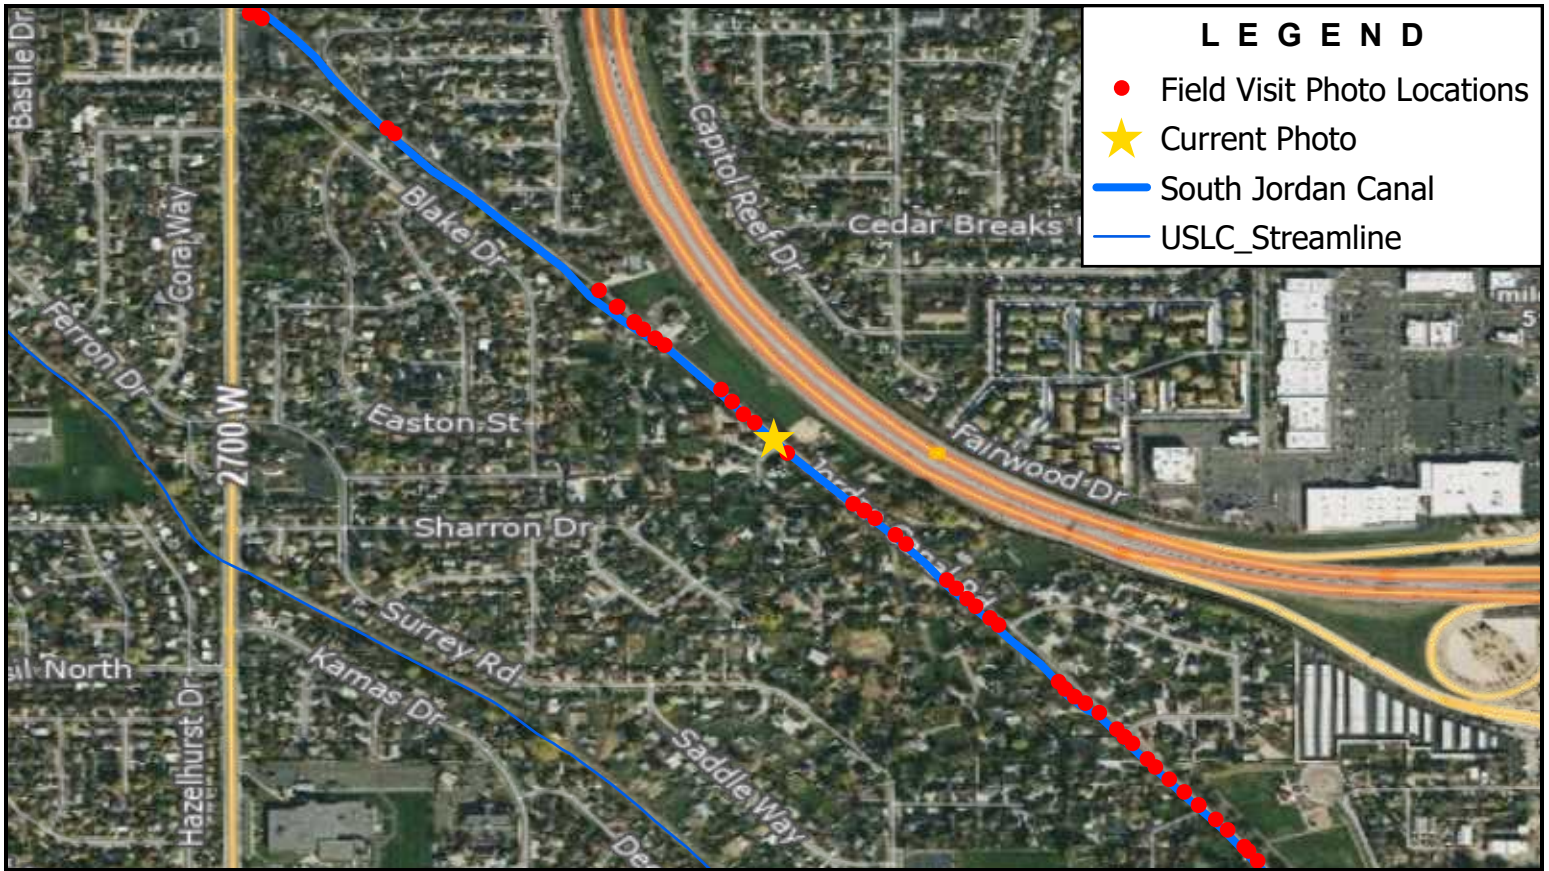 LEGEND
Field Visit Photo Locations
Current Photo
South Jordan Canal
USLC_Streamline
Bastile Dr
Capitol Reef Dr
Cora Way
Blake Dr
Cedar Breaks
5
Ferron Dr
Easton St
2700 W
Fairwood Dr
Sharron Dr
Surrey Rd
North
Kamas Dr
Hazelhurst Dr
Saddle Way